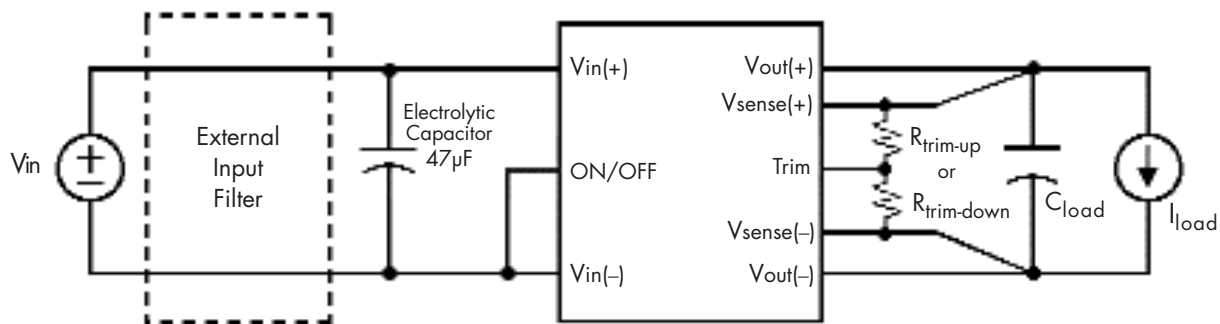 Vin
External
Input
Filter
Electrolytic
Capacitor
47µF
Vin(+)
ON/OFF
Vin(–)
Vout(+)
Vsense(+)
Trim
Vsense(–)
Vout(–)
Rtrim-up
or
Rtrim-down
Cload
Iload